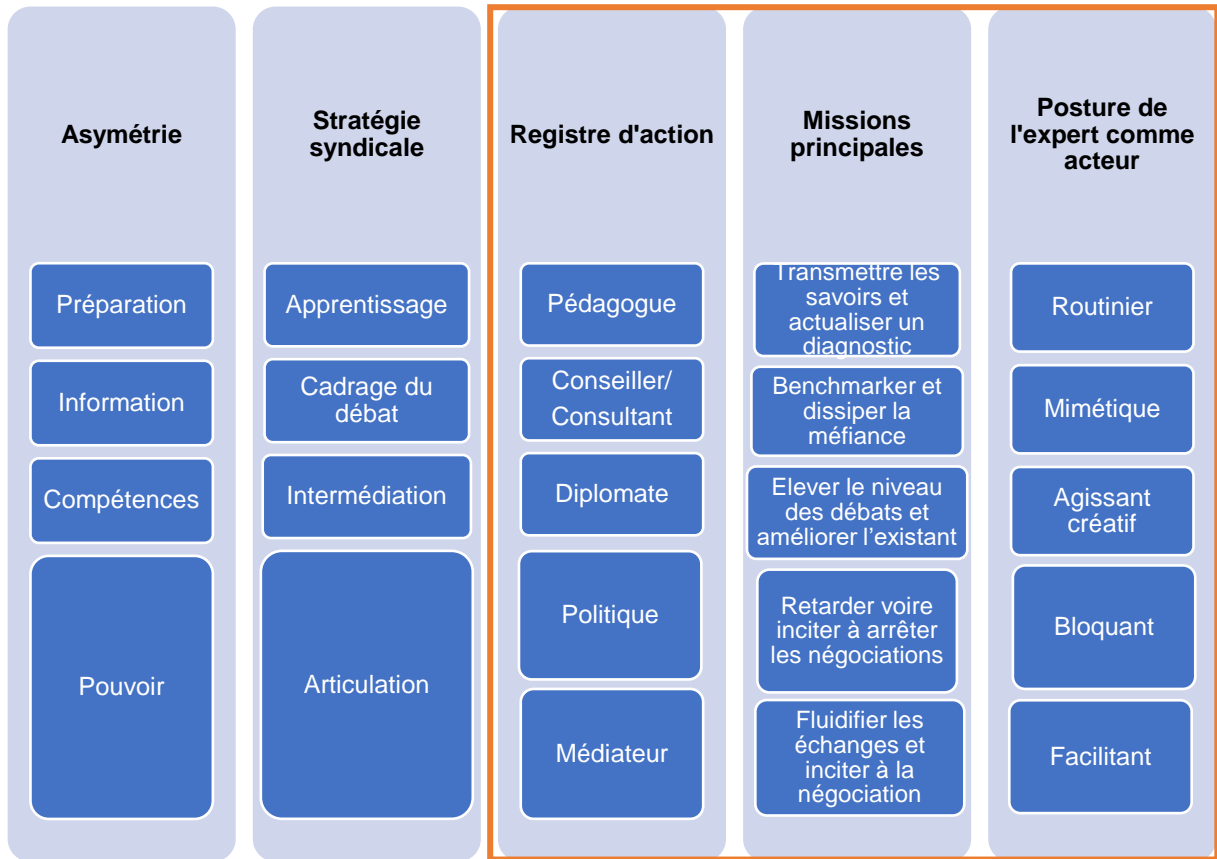 Asymétrie
Préparation
Information
Compétences
Pouvoir
Stratégie
syndicale
Apprentissage
Cadrage du
débat
Intermédiation
Articulation
Registre d'action
Pédagogue
Conseiller/
Consultant
Diplomate
Politique
Médiateur
Missions
principales
Transmettre les
savoirs et
actualiser un
diagnostic
Benchmarker et
dissiper la
méfiance
Elever le niveau
des débats et
améliorer l’existant
Retarder voire
inciter à arrêter
les négociations
Fluidifier les
échanges et
inciter à la
négociation
Posture de
l'expert comme
acteur
Routinier
Mimétique
Agissant
créatif
Bloquant
Facilitant